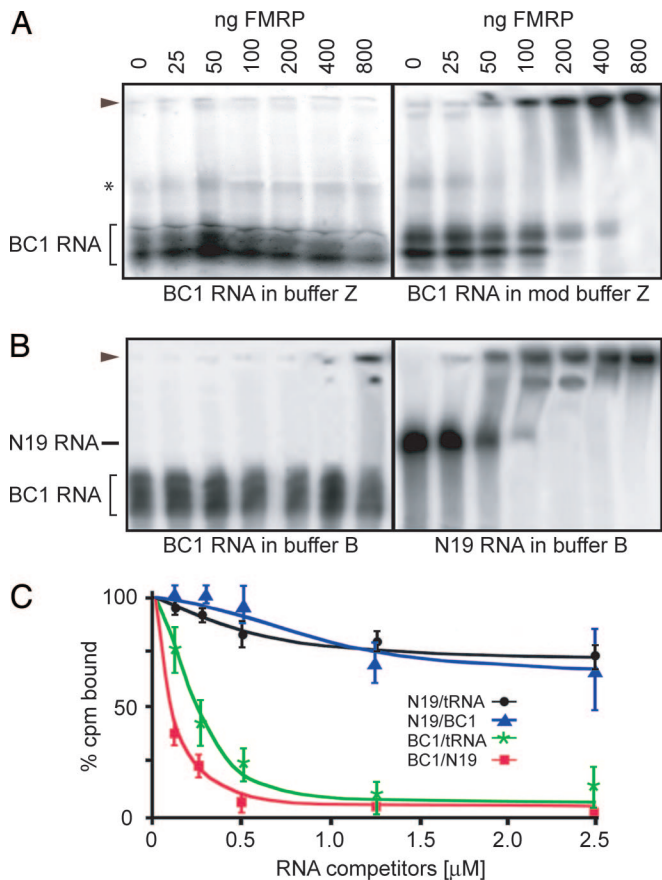 A
ng FMRP ng FMRP
0 25 50 100 200 400 800 0 25 50 100 200 400 800
*
BC1 RNA
BC1 RNA in buffer Z BC1 RNA in mod buffer Z
B
N19 RNA
BC1 RNA
BC1 RNA in buffer B N19 RNA in buffer B
C
100
50
0
% cpm bound
N19/tRNA
N19/BC1
BC1/tRNA
BC1/N19
0 0.5 1.0 1.5 2.0 2.5
RNA competitors [μM]